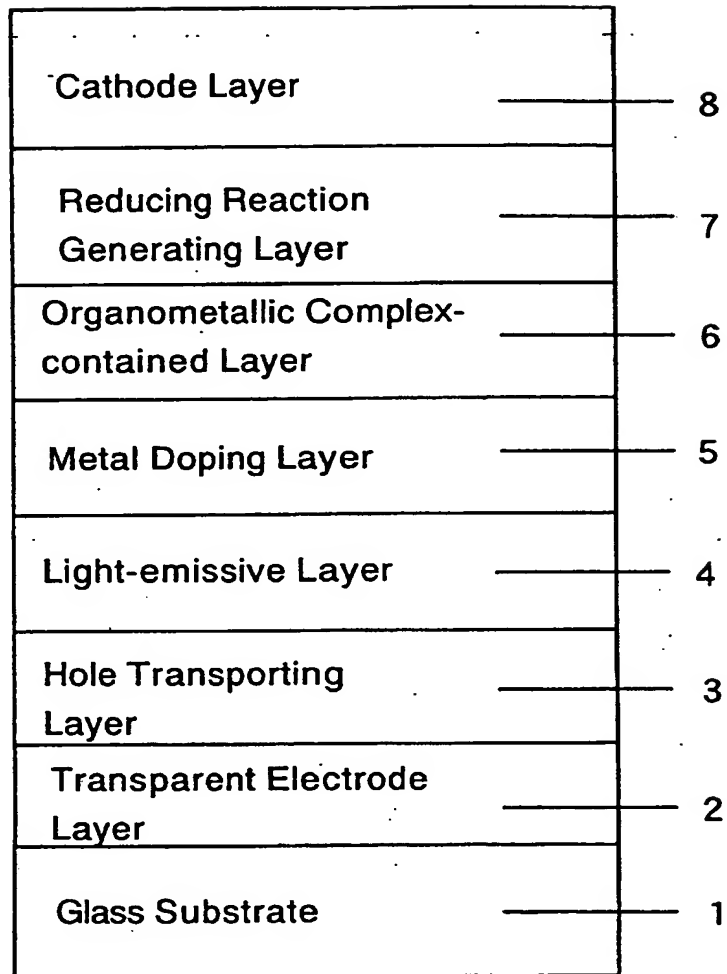 Cathode Layer
8
Reducing Reaction
Generating Layer
7
Organometallic Complex-
contained Layer
6
Metal Doping Layer
5
Light-emissive Layer
4
Hole Transporting
Layer
3
Transparent Electrode
Layer
2
Glass Substrate
1